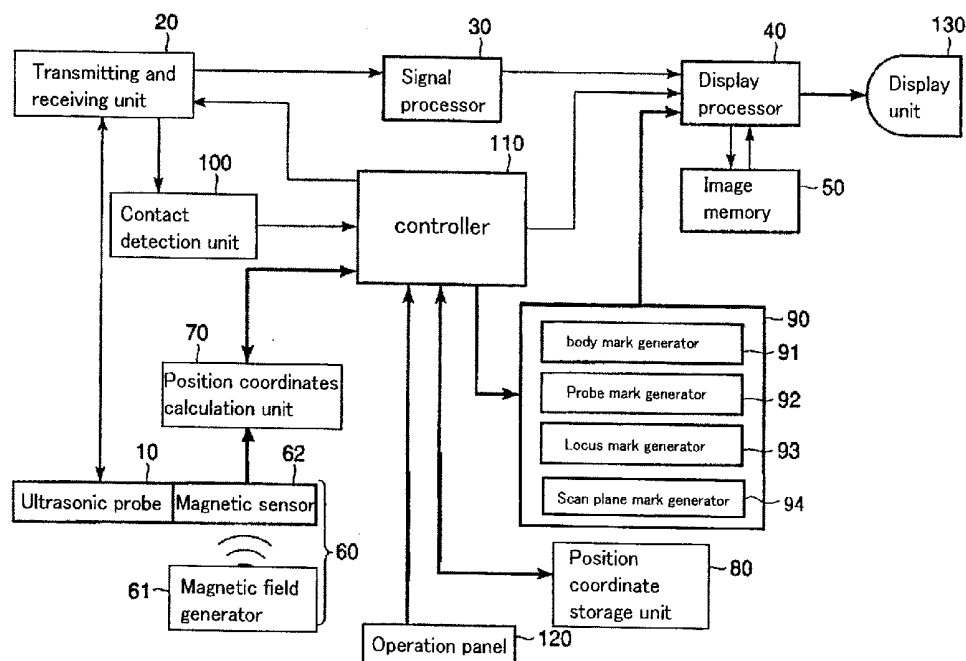 20
30
40
130
Transmitting and
receiving unit
Signal
processor
Display
processor
Display
unit
110
100
Image
memory
50
Contact
detection unit
controller
90
body mark generator
91
70
Position coordinates
calculation unit
Probe mark generator
92
Locus mark generator
93
10
62
Ultrasonic probe
Magnetic sensor
Scan plane mark generator
94
60
61
Magnetic field
generator
Position
coordinate
storage unit
80
Operation panel
120